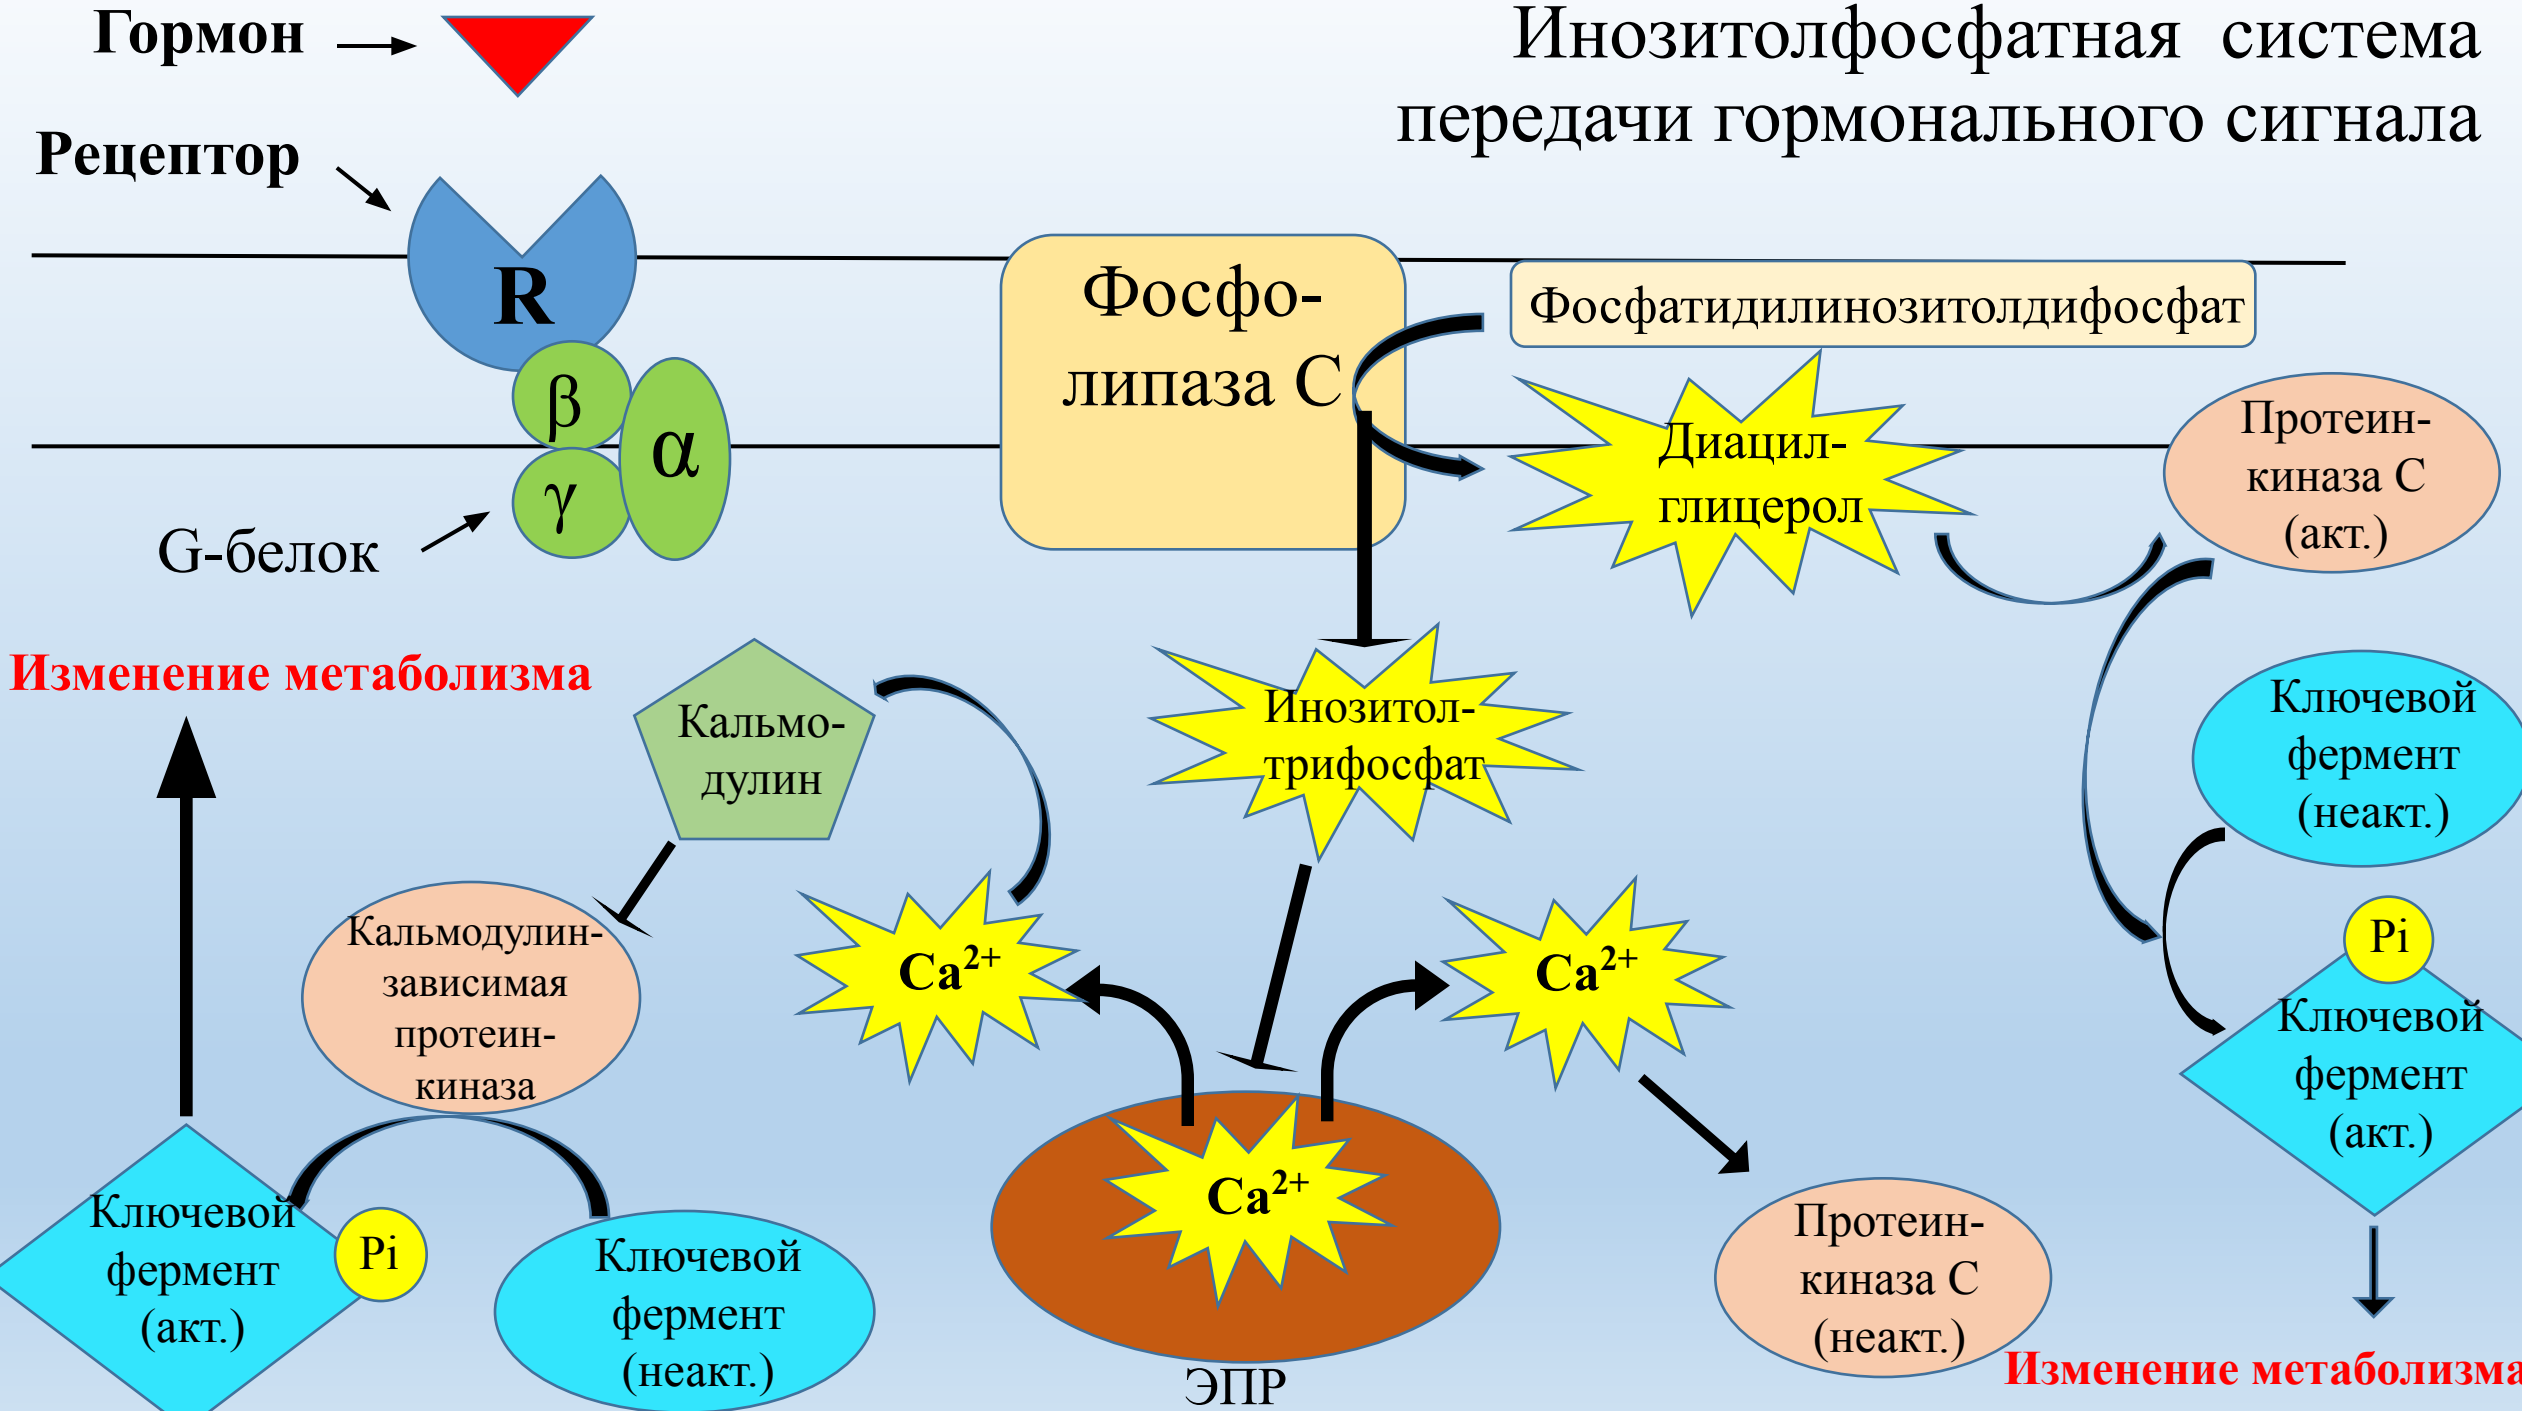 Гормон
Инозитолфосфатная система
передачи гормонального сигнала
Рецептор
R
Фосфо-
липаза С
Фосфатидилинозитолдифосфат
β
α
γ
G-белок
Диацил-
глицерол
Протеин-
киназа С
(акт.)
Изменение метаболизма
Кальмо-
дулин
Инозитол-
трифосфат
Ключевой
фермент
(неакт.)
Кальмодулин-
зависимая
протеин-
киназа
Ca²⁺
Ca²⁺
Pi
Ключевой
фермент
(акт.)
Ca²⁺
Ключевой
фермент
(акт.)
Pi
Ключевой
фермент
(неакт.)
ЭПР
Протеин-
киназа С
(неакт.)
Изменение метаболизма